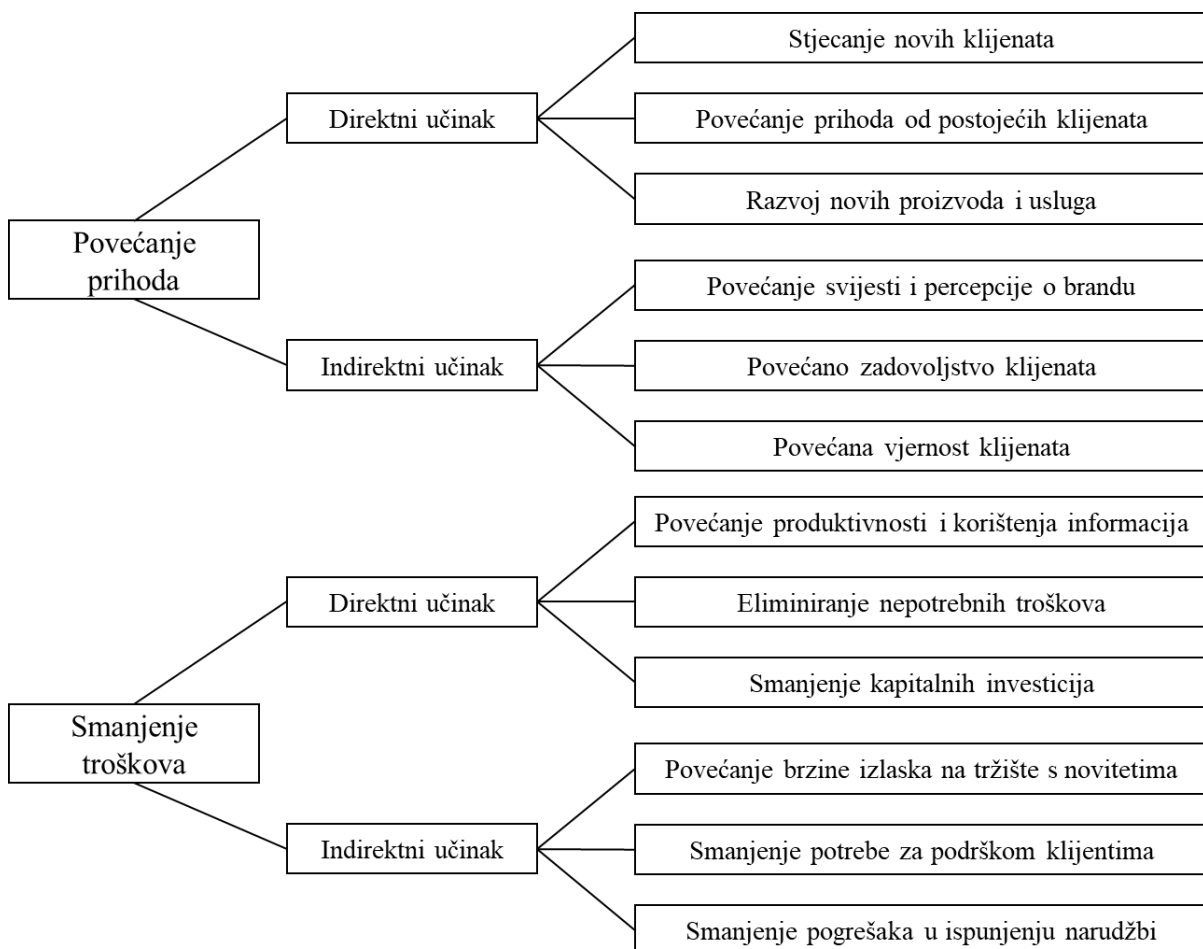 Povećanje
prihoda
Direktni učinak
Stjecanje novih klijenata
Povećanje prihoda od postojećih klijenata
Razvoj novih proizvoda i usluga
Indirektni učinak
Povećanje svijesti i percepcije o brandu
Povećano zadovoljstvo klijenata
Povećana vjernost klijenata
Smanjenje
troškova
Direktni učinak
Povećanje produktivnosti i korištenja informacija
Eliminiranje nepotrebnih troškova
Smanjenje kapitalnih investicija
Indirektni učinak
Povećanje brzine izlaska na tržište s novitetima
Smanjenje potrebe za podrškom klijentima
Smanjenje pogrešaka u ispunjenju narudžbi